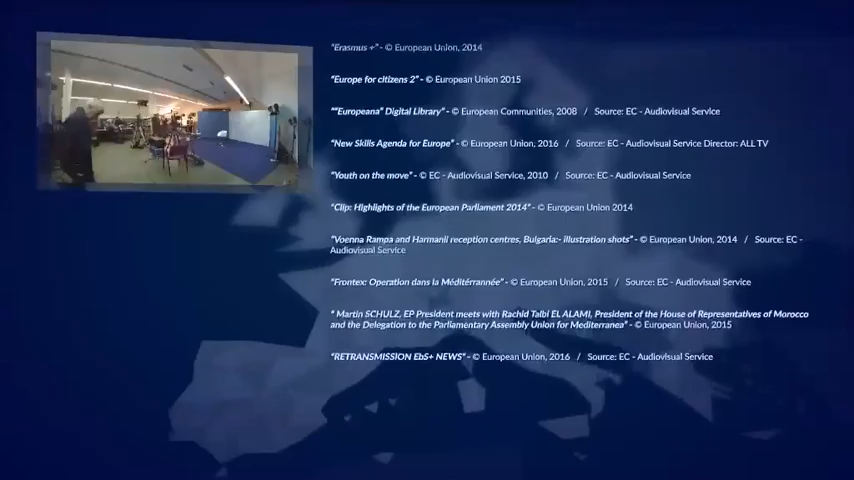 "Erasmus +" - © European Union, 2014
"Europe for citizens 2" - © European Union 2015
""Europeana" Digital Library" - © European Communities, 2008 / Source: EC - Audiovisual Service
"New Skills Agenda for Europe" - © European Union, 2016 / Source: EC - Audiovisual Service Director: ALL TV
"Youth on the move" - © EC - Audiovisual Service, 2010 / Source: EC - Audiovisual Service
"Clip: Highlights of the European Parliament 2014" - © European Union 2014
"Voenna Rampa and Harmanli reception centres, Bulgaria:- illustration shots" - © European Union, 2014 / Source: EC -
Audiovisual Service
"Frontex: Operation dans la Méditérrannée" - © European Union, 2015 / Source: EC - Audiovisual Service
" Martin SCHULZ, EP President meets with Rachid Talbi EL ALAMI, President of the House of Representatives of Morocco
and the Delegation to the Parliamentary Assembly Union for Mediterranea" - © European Union, 2015
"RETRANSMISSION EbS+ NEWS" - © European Union, 2016 / Source: EC - Audiovisual Service